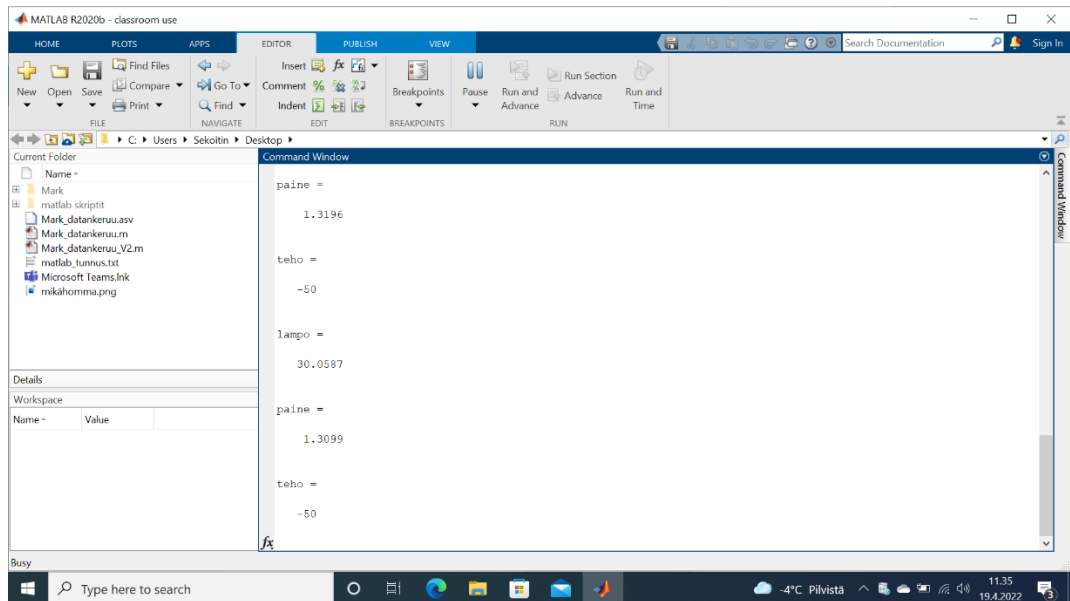 MATLAB R2020b - classroom use
HOME PLOTS APPS EDITOR PUBLISH VIEW Search Documentation Sign In
New Open Save Find Files Compare Print Go To Find Insert fx Comment Indent Breakpoints Pause Run and Advance Run Section Advance Run and Time
FILE NAVIGATE EDIT BREAKPOINTS RUN
C: Users Sekoitin Desktop
Current Folder
Name
Mark
matlab skriptit
Mark_datankeruu.asv
Mark_datankeruu.m
Mark_datankeruu_V2.m
matlab_tunnus.txt
Microsoft Teams.lnk
mikähomma.png
Details
Workspace
Name Value
Command Window
paine =
1.3196
teho =
-50
lampo =
30.0587
paine =
1.3099
teho =
-50
fx
Command Window
Busy
Type here to search
-4°C Pilvistä
11.35
19.4.2022
3